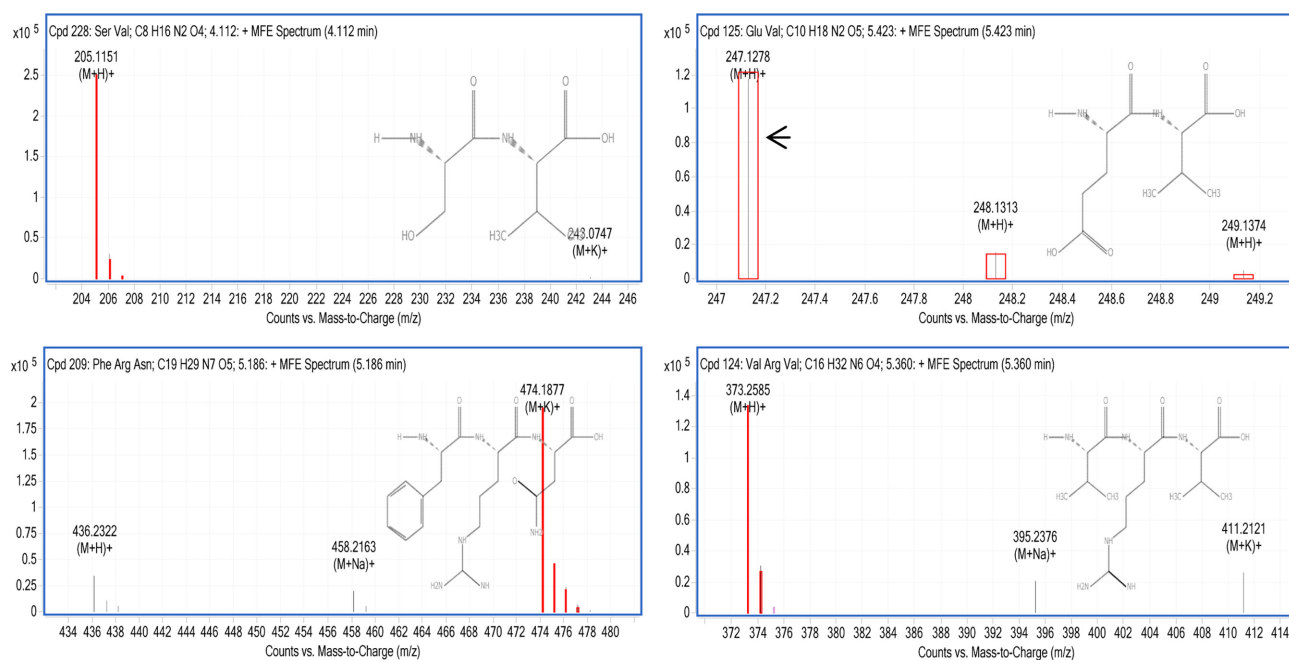 Cpd 228: Ser Val; C8 H16 N2 O4; 4.112: + MFE Spectrum (4.112 min)
x10 5
205.1151
(M+H)+
2.5
2
1.5
1
0.5
0
H
NH
O
NH
O
OH
HO
H3C
243.0747
(M+K)+
204 206 208 210 212 214 216 218 220 222 224 226 228 230 232 234 236 238 240 242 244 246
Counts vs. Mass-to-Charge (m/z)
Cpd 125: Glu Val; C10 H18 N2 O5; 5.423: + MFE Spectrum (5.423 min)
x10 5
247.1278
(M+H)+
1.2
1
0.8
0.6
0.4
0.2
0
248.1313
(M+H)+
249.1374
(M+H)+
H
NH
O
NH
O
OH
H3C
CH3
HO
O
247 247.2 247.4 247.6 247.8 248 248.2 248.4 248.6 248.8 249 249.2
Counts vs. Mass-to-Charge (m/z)
Cpd 209: Phe Arg Asn; C19 H29 N7 O5; 5.186: + MFE Spectrum (5.186 min)
x10 5
474.1877
(M+K)+
2
1.75
1.5
1.25
1
0.75
0.5
0.25
0
436.2322
(M+H)+
458.2163
(M+Na)+
H
NH
O
NH
O
NH
O
OH
O
NH2
NH
H2N
NH
434 436 438 440 442 444 446 448 450 452 454 456 458 460 462 464 466 468 470 472 474 476 478 480
Counts vs. Mass-to-Charge (m/z)
Cpd 124: Val Arg Val; C16 H32 N6 O4; 5.360: + MFE Spectrum (5.360 min)
x10 5
373.2585
(M+H)+
1.4
1.2
1
0.8
0.6
0.4
0.2
0
395.2376
(M+Na)+
411.2121
(M+K)+
H
NH
O
NH
O
NH
O
OH
H3C
CH3
H3C
CH3
NH
H2N
NH
372 374 376 378 380 382 384 386 388 390 392 394 396 398 400 402 404 406 408 410 412 414
Counts vs. Mass-to-Charge (m/z)